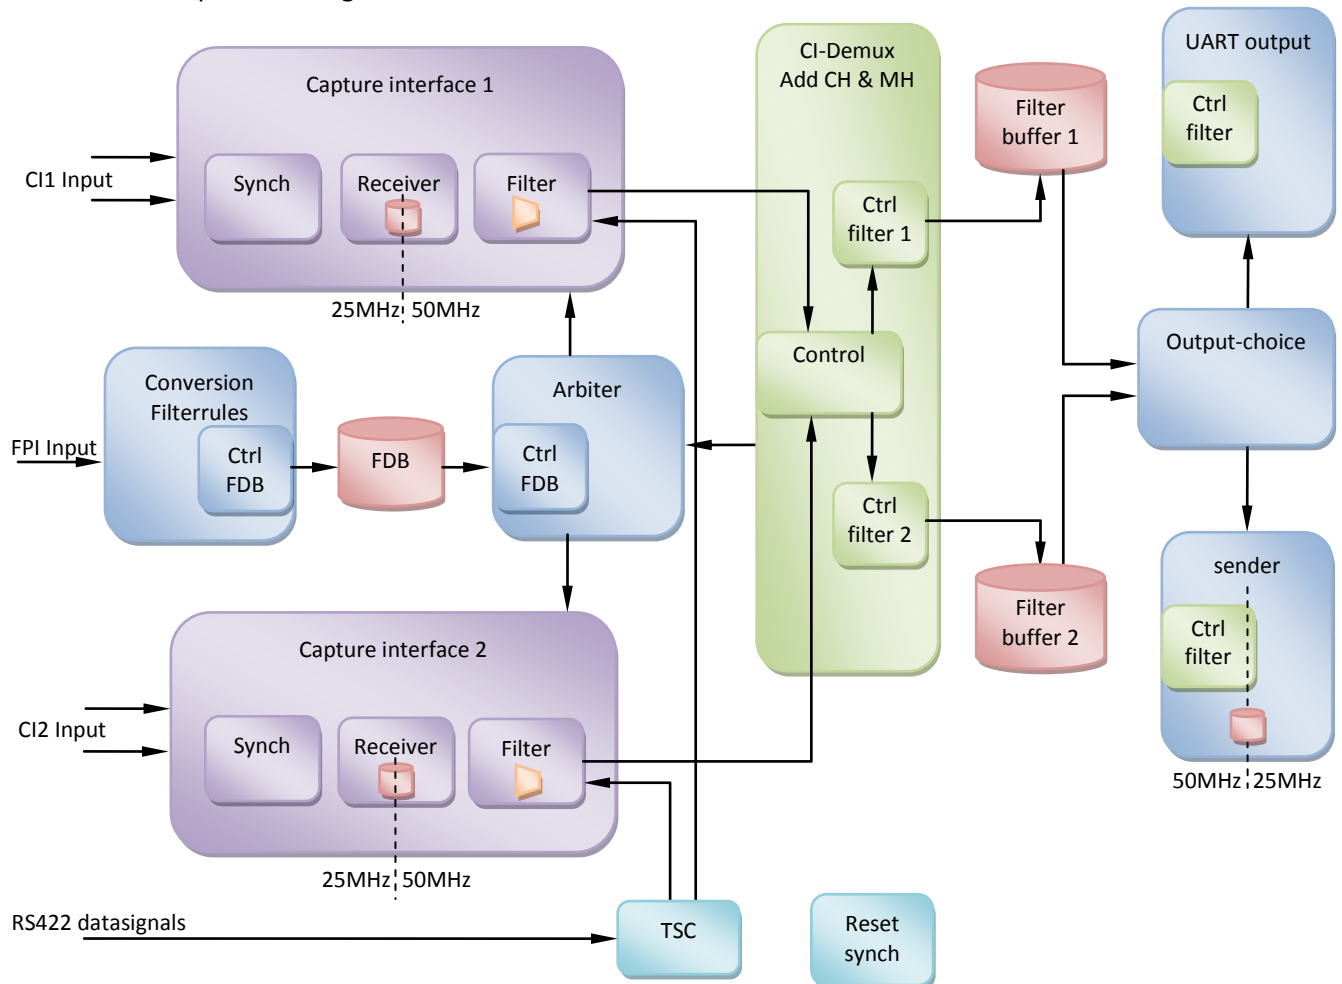 Capture interface 1
CI1 Input
Synch
Receiver
Filter
25MHz 50MHz
Conversion
Filterrules
FPI Input
Ctrl
FDB
FDB
Arbiter
Ctrl
FDB
Capture interface 2
CI2 Input
Synch
Receiver
Filter
25MHz 50MHz
RS422 datasignals
TSC
Reset
synch
CI-Demux
Add CH & MH
Ctrl
filter 1
Control
Ctrl
filter 2
Filter
buffer 1
Filter
buffer 2
UART output
Ctrl
filter
Output-choice
sender
Ctrl
filter
50MHz 25MHz